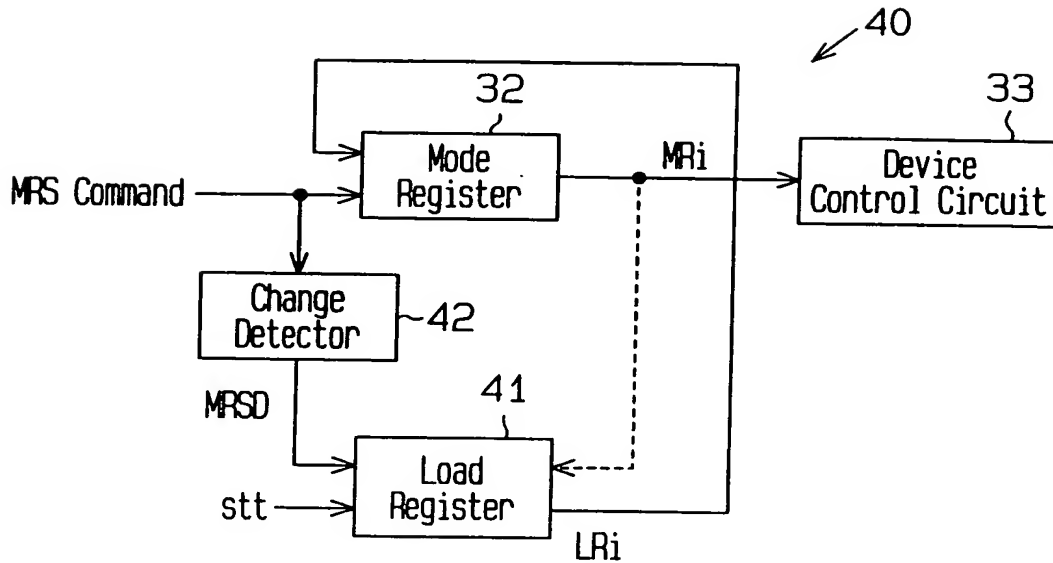 40
32
33
Mode
Register
MRi
Device
Control Circuit
MRS Command
Change
Detector
42
MRSD
41
Load
Register
stt
LRi